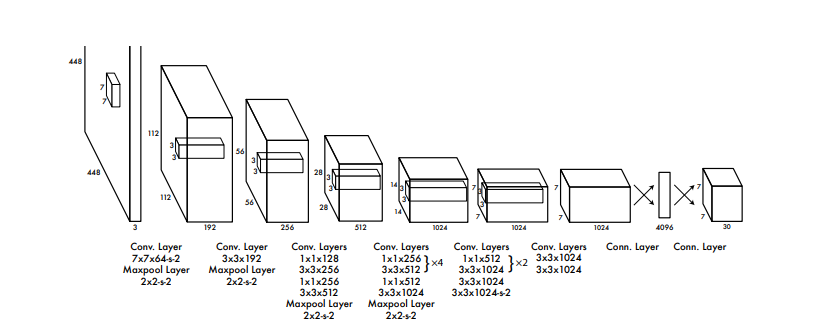 448
7
7
448
3
112
3
3
112
192
56
3
3
56
256
28
3
3
28
512
14
3
3
14
1024
7
3
3
7
1024
7
7
1024
4096
7
7
30
Conv. Layer
7x7x64-s-2
Maxpool Layer
2x2-s-2
Conv. Layer
3x3x192
Maxpool Layer
2x2-s-2
Conv. Layers
1x1x128
3x3x256
1x1x256
3x3x512
Maxpool Layer
2x2-s-2
Conv. Layers
1x1x256
3x3x512 } ×4
1x1x512
3x3x1024
Maxpool Layer
2x2-s-2
Conv. Layers
1x1x512
3x3x1024 } ×2
3x3x1024
3x3x1024-s-2
Conv. Layers
3x3x1024
3x3x1024
Conn. Layer
Conn. Layer